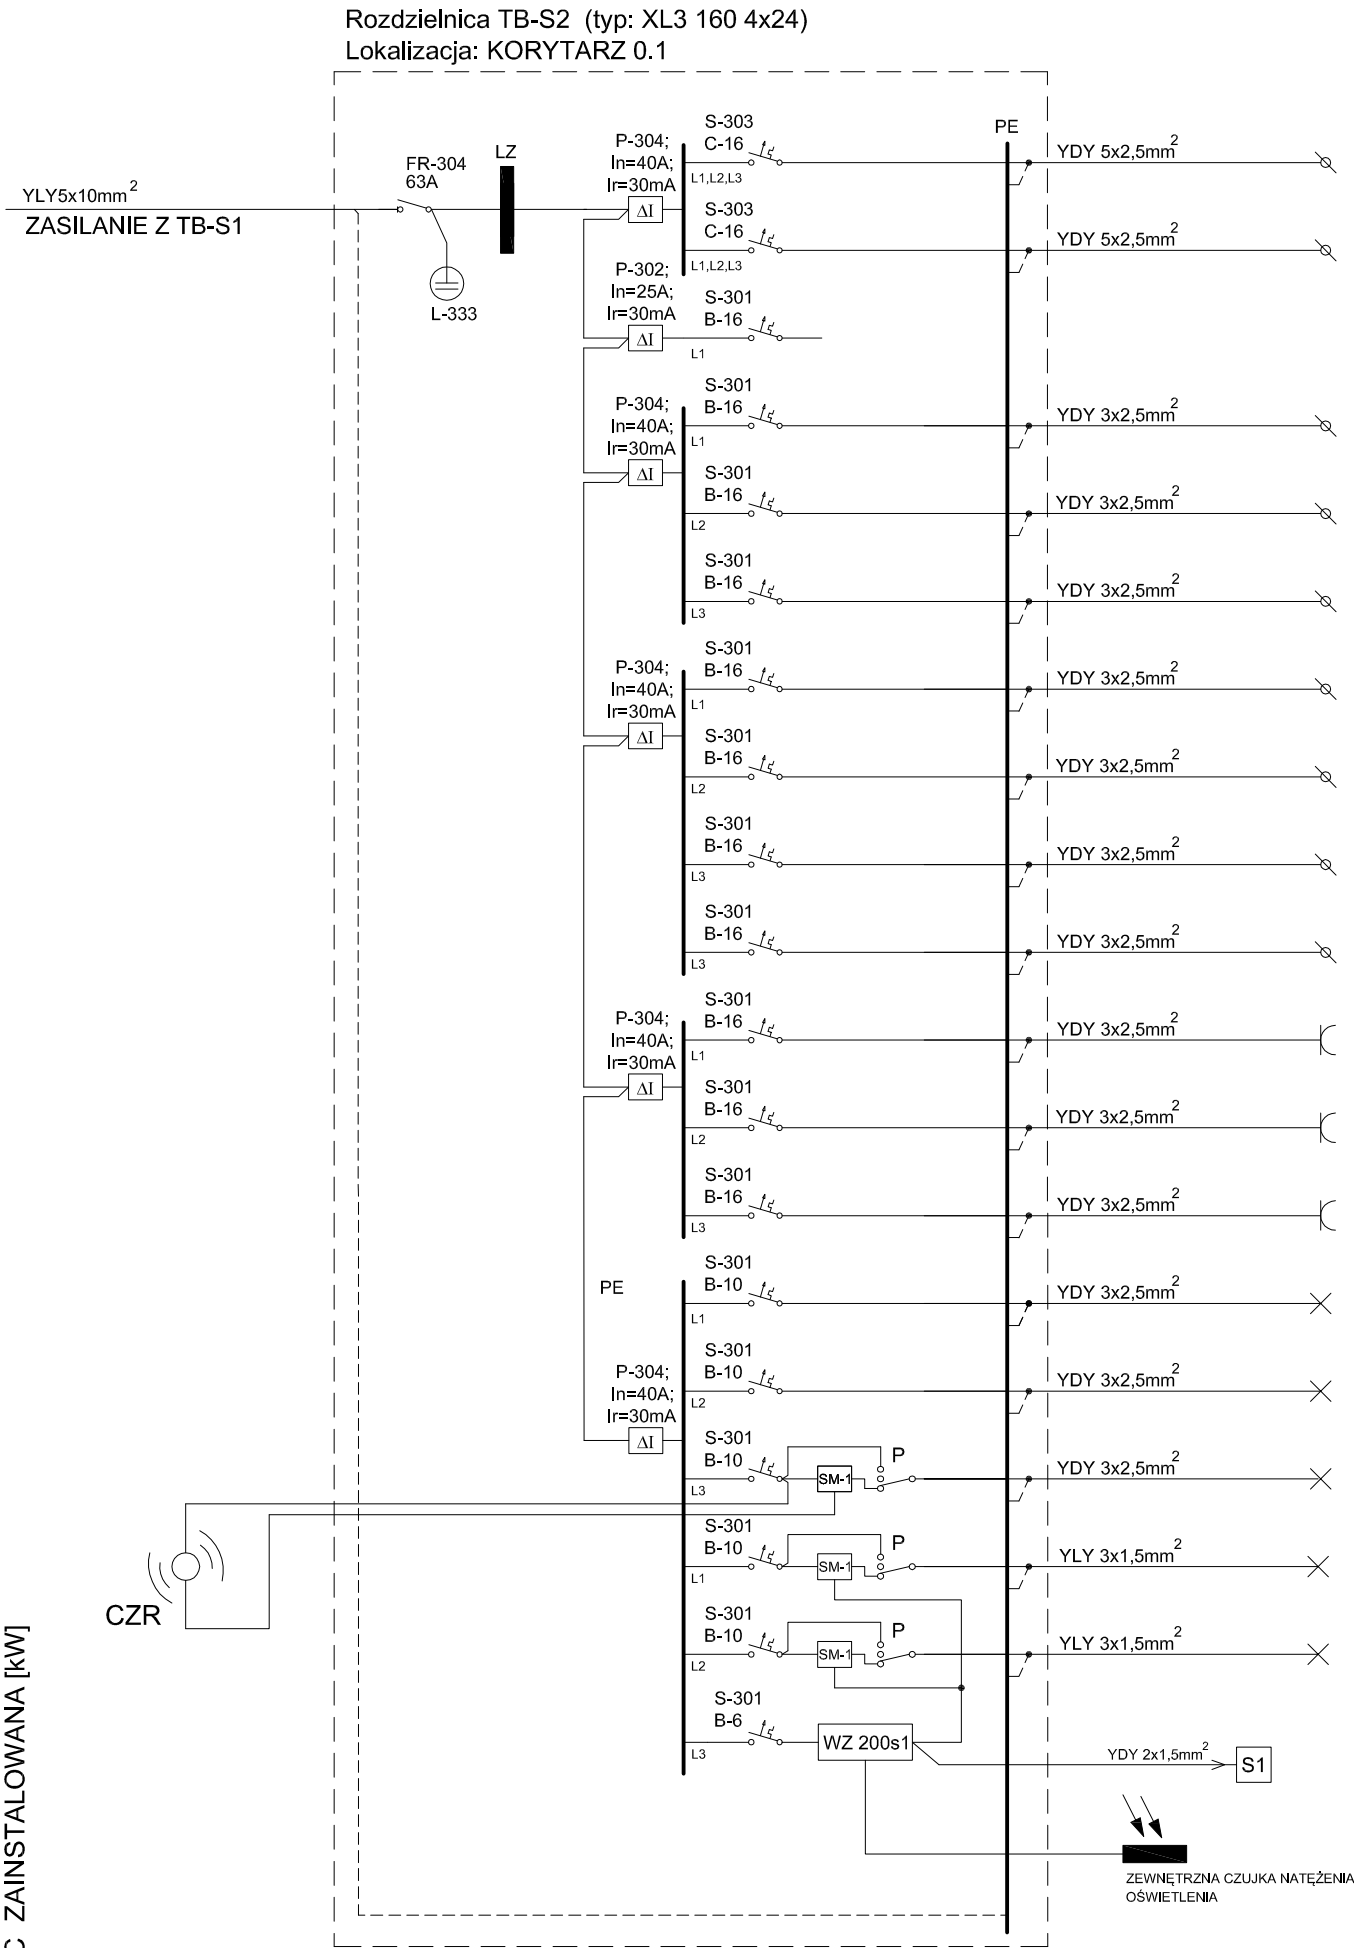 Rozdzielnica TB-S2 (typ: XL3 160 4x24)
Lokalizacja: KORYTARZ 0.1
YLY5x10mm²
ZASILANIE Z TB-S1
FR-304
63A
L-333
LZ
PE
P-304;
In=40A;
Ir=30mA
ΔI
S-303
C-16
L1,L2,L3
YDY 5x2,5mm²
S-303
C-16
L1,L2,L3
YDY 5x2,5mm²
P-302;
In=25A;
Ir=30mA
ΔI
S-301
B-16
L1
P-304;
In=40A;
Ir=30mA
ΔI
S-301
B-16
L1
YDY 3x2,5mm²
S-301
B-16
L2
YDY 3x2,5mm²
S-301
B-16
L3
YDY 3x2,5mm²
P-304;
In=40A;
Ir=30mA
ΔI
S-301
B-16
L1
YDY 3x2,5mm²
S-301
B-16
L2
YDY 3x2,5mm²
S-301
B-16
L3
YDY 3x2,5mm²
S-301
B-16
L3
YDY 3x2,5mm²
P-304;
In=40A;
Ir=30mA
ΔI
S-301
B-16
L1
YDY 3x2,5mm²
S-301
B-16
L2
YDY 3x2,5mm²
S-301
B-16
L3
YDY 3x2,5mm²
PE
P-304;
In=40A;
Ir=30mA
ΔI
S-301
B-10
L1
YDY 3x2,5mm²
S-301
B-10
L2
YDY 3x2,5mm²
S-301
B-10
L3
SM-1
P
YDY 3x2,5mm²
S-301
B-10
L1
SM-1
P
YLY 3x1,5mm²
S-301
B-10
L2
SM-1
P
YLY 3x1,5mm²
S-301
B-6
L3
WZ 200s1
YDY 2x1,5mm²
S1
CZR
ZEWNĘTRZNA CZUJKA NATĘŻENIA
OŚWIETLENIA
ZAINSTALOWANA [kW]